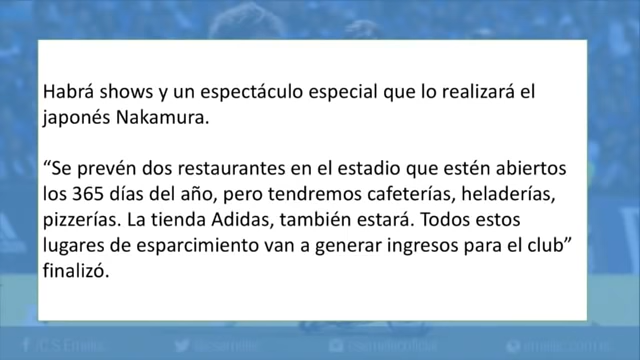 Habrá shows y un espectáculo especial que lo realizará el
japonés Nakamura.
“Se prevén dos restaurantes en el estadio que estén abiertos
los 365 días del año, pero tendremos cafeterías, heladerías,
pizzerías. La tienda Adidas, también estará. Todos estos
lugares de esparcimiento van a generar ingresos para el club”
finalizó.